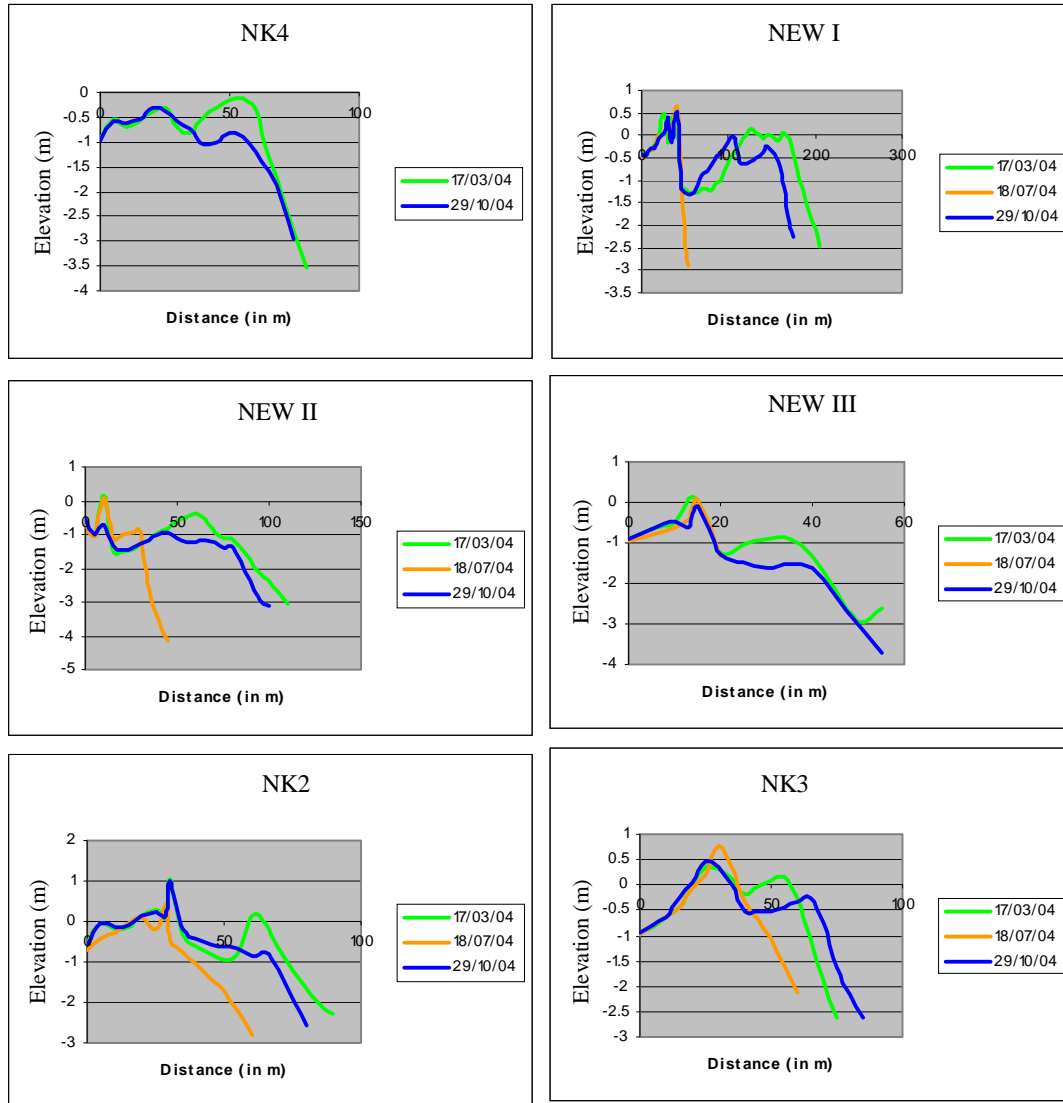 NK4
Elevation (m)
0
-0.5
-1
-1.5
-2
-2.5
-3
-3.5
-4
0 50 100
Distance (in m)
17/03/04
29/10/04
NEW I
Elevation (m)
1
0.5
0
-0.5
-1
-1.5
-2
-2.5
-3
-3.5
0 100 200 300
Distance (in m)
17/03/04
18/07/04
29/10/04
NEW II
Elevation (m)
1
0
-1
-2
-3
-4
-5
0 50 100 150
Distance (in m)
17/03/04
18/07/04
29/10/04
NEW III
Elevation (m)
1
0
-1
-2
-3
-4
0 20 40 60
Distance (in m)
17/03/04
18/07/04
29/10/04
NK2
Elevation (m)
2
1
0
-1
-2
-3
0 50 100
Distance (in m)
17/03/04
18/07/04
29/10/04
NK3
Elevation (m)
1
0.5
0
-0.5
-1
-1.5
-2
-2.5
-3
0 50 100
Distance (in m)
17/03/04
18/07/04
29/10/04